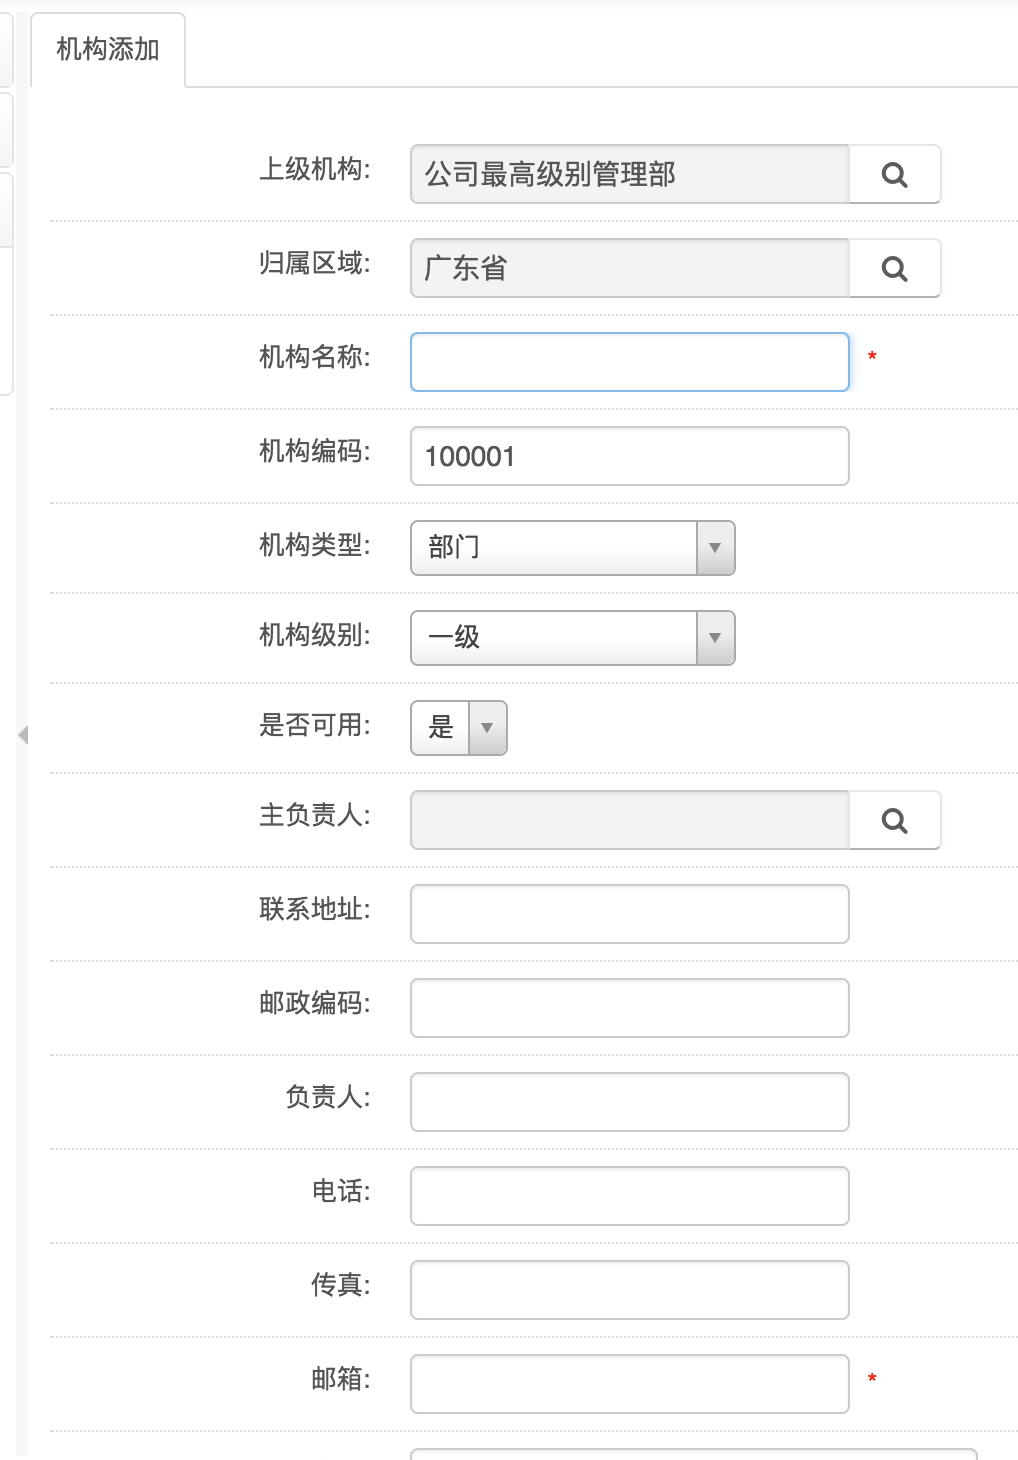 机构添加
上级机构: 公司最高级别管理部
归属区域: 广东省
机构名称: *
机构编码: 100001
机构类型: 部门
机构级别: 一级
是否可用: 是
主负责人:
联系地址:
邮政编码:
负责人:
电话:
传真:
邮箱: *